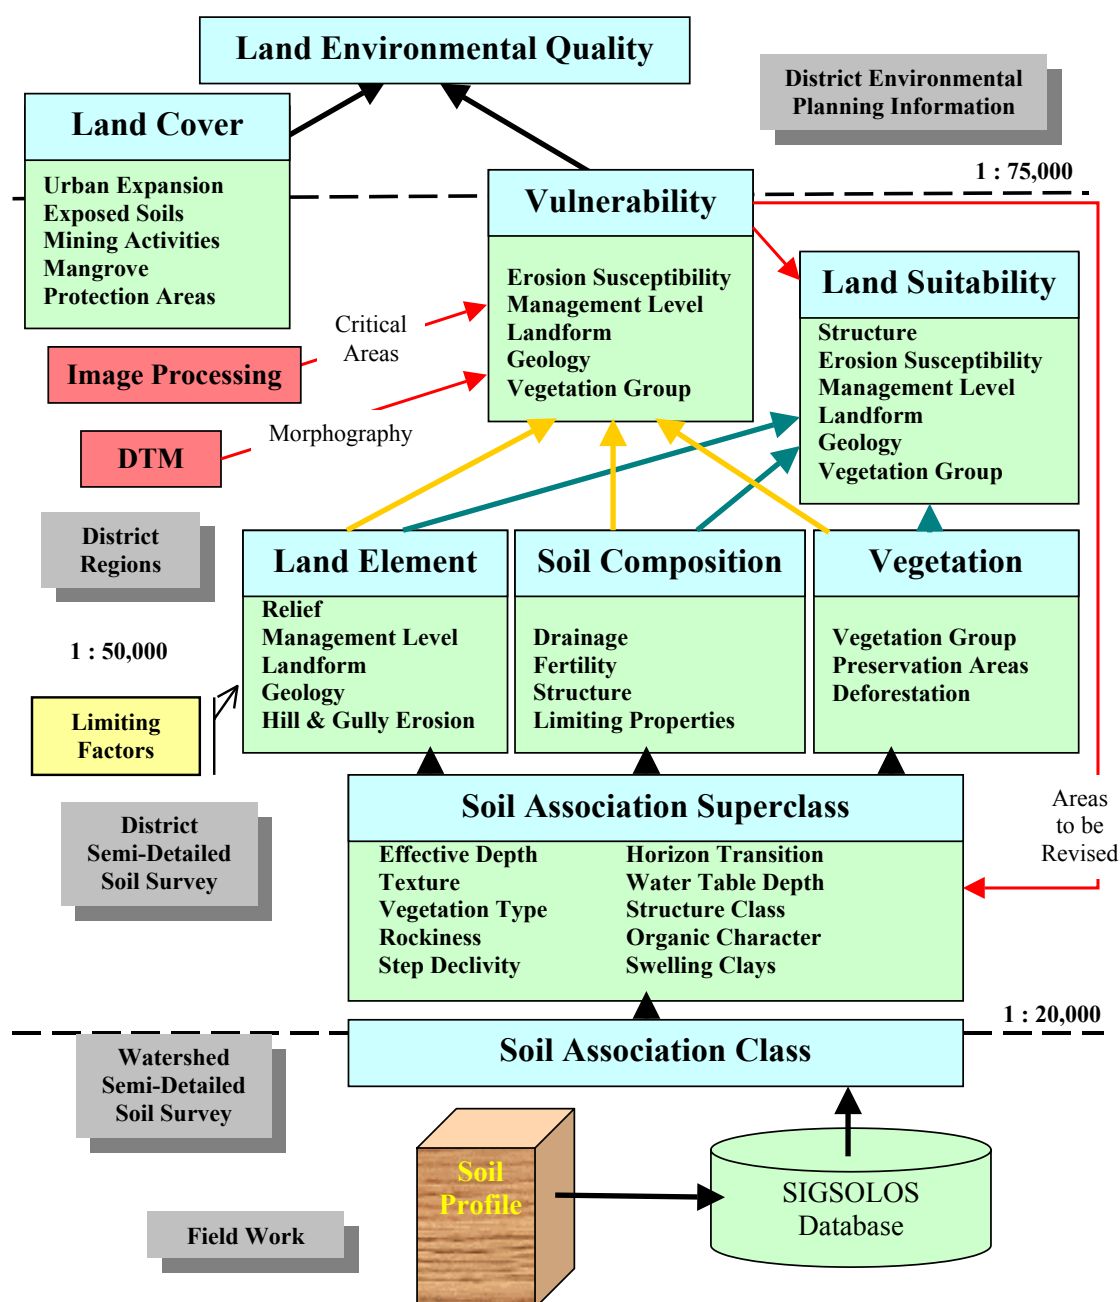 Land Environmental Quality
District Environmental
Planning Information
Land Cover
Urban Expansion
Exposed Soils
Mining Activities
Mangrove
Protection Areas
1 : 75,000
Vulnerability
Erosion Susceptibility
Management Level
Landform
Geology
Vegetation Group
Land Suitability
Structure
Erosion Susceptibility
Management Level
Landform
Geology
Vegetation Group
Critical
Areas
Image Processing
Morphography
DTM
District
Regions
1 : 50,000
Land Element
Relief
Management Level
Landform
Geology
Hill & Gully Erosion
Soil Composition
Drainage
Fertility
Structure
Limiting Properties
Vegetation
Vegetation Group
Preservation Areas
Deforestation
Limiting
Factors
District
Semi-Detailed
Soil Survey
Soil Association Superclass
Effective Depth
Texture
Vegetation Type
Rockiness
Step Declivity
Horizon Transition
Water Table Depth
Structure Class
Organic Character
Swelling Clays
Areas
to be
Revised
1 : 20,000
Soil Association Class
Watershed
Semi-Detailed
Soil Survey
Soil
Profile
SIGSOLOS
Database
Field Work